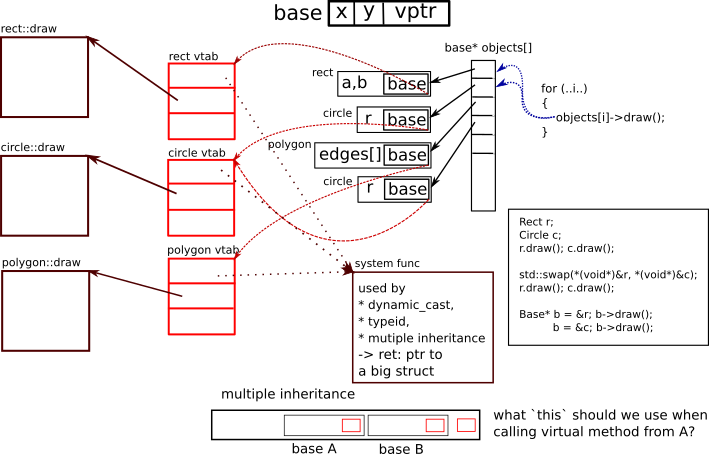 base x y vptr
rect::draw
rect vtab
base* objects[]
rect
a,b base
for (..i..)
{
objects[i]->draw();
}
circle
r base
circle::draw
circle vtab
polygon
edges[] base
circle
r base
Rect r;
Circle c;
r.draw(); c.draw();
std::swap(*(void*)&r, *(void*)&c);
r.draw(); c.draw();
Base* b = &r; b->draw();
b = &c; b->draw();
polygon::draw
polygon vtab
system func
used by
* dynamic_cast,
* typeid,
* mutiple inheritance
-> ret: ptr to
a big struct
multiple inheritance
base A base B
what `this` should we use when
calling virtual method from A?